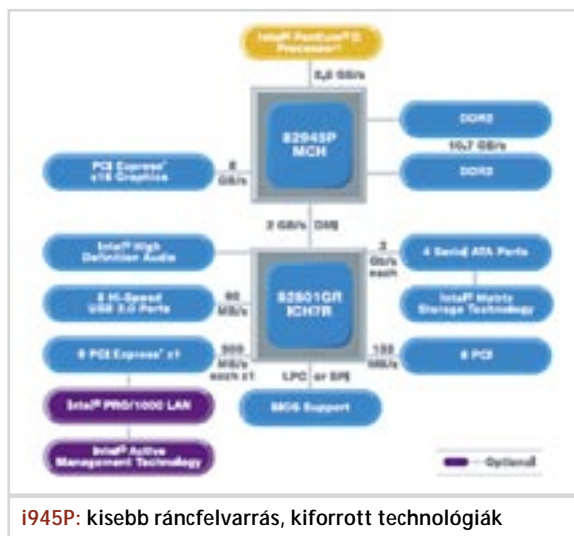 Intel® Pentium® D
Processor
8,5 GB/s
82945P
MCH
DDR2
10,7 GB/s
DDR2
PCI Express*
x16 Graphics
8
GB/s
2 GB/s DMI
Intel® High
Definition Audio
3
Gb/s
each
4 Serial ATA Ports
8 Hi-Speed
USB 2.0 Ports
60
MB/s
82801GR
ICH7R
Intel® Matrix
Storage Technology
6 PCI Express* x1
500
MB/s
each x1
133
MB/s
6 PCI
LPC or SPI
Intel® PRO/1000 LAN
BIOS Support
Intel® Active
Management Technology
Optional
i945P: kisebb ráncfelvarrás, kiforrott technológiák